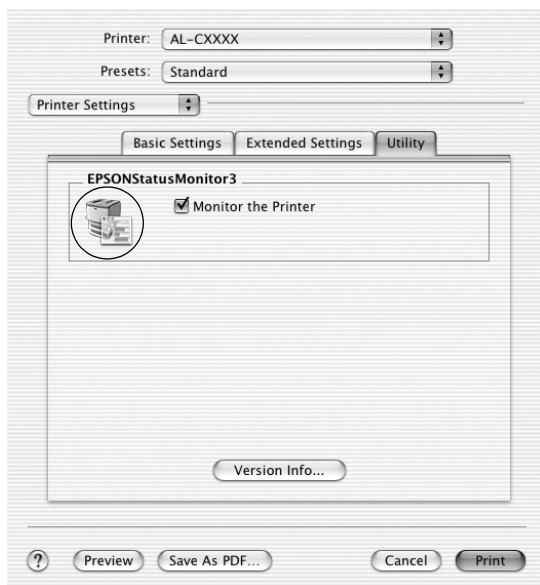 Printer: AL-CXXXX
Presets: Standard
Printer Settings
Basic Settings Extended Settings Utility
EPSONStatusMonitor3
Monitor the Printer
Version Info...
? Preview Save As PDF... Cancel Print